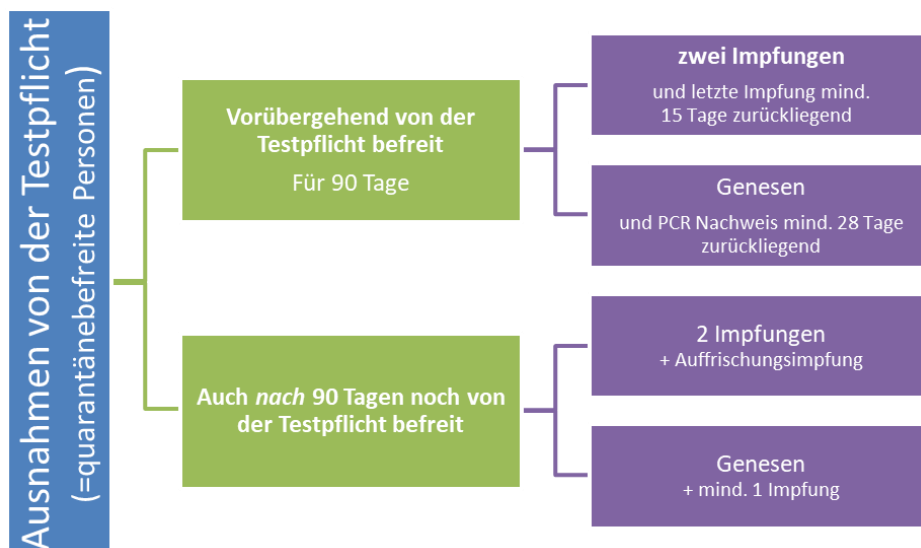 Ausnahmen von der Testpflicht
(=quarantänebefreite Personen)
Vorübergehend von der
Testpflicht befreit
Für 90 Tage
zwei Impfungen
und letzte Impfung mind.
15 Tage zurückliegend
Genesen
und PCR Nachweis mind. 28 Tage
zurückliegend
Auch nach 90 Tagen noch von
der Testpflicht befreit
2 Impfungen
+ Auffrischungsimpfung
Genesen
+ mind. 1 Impfung